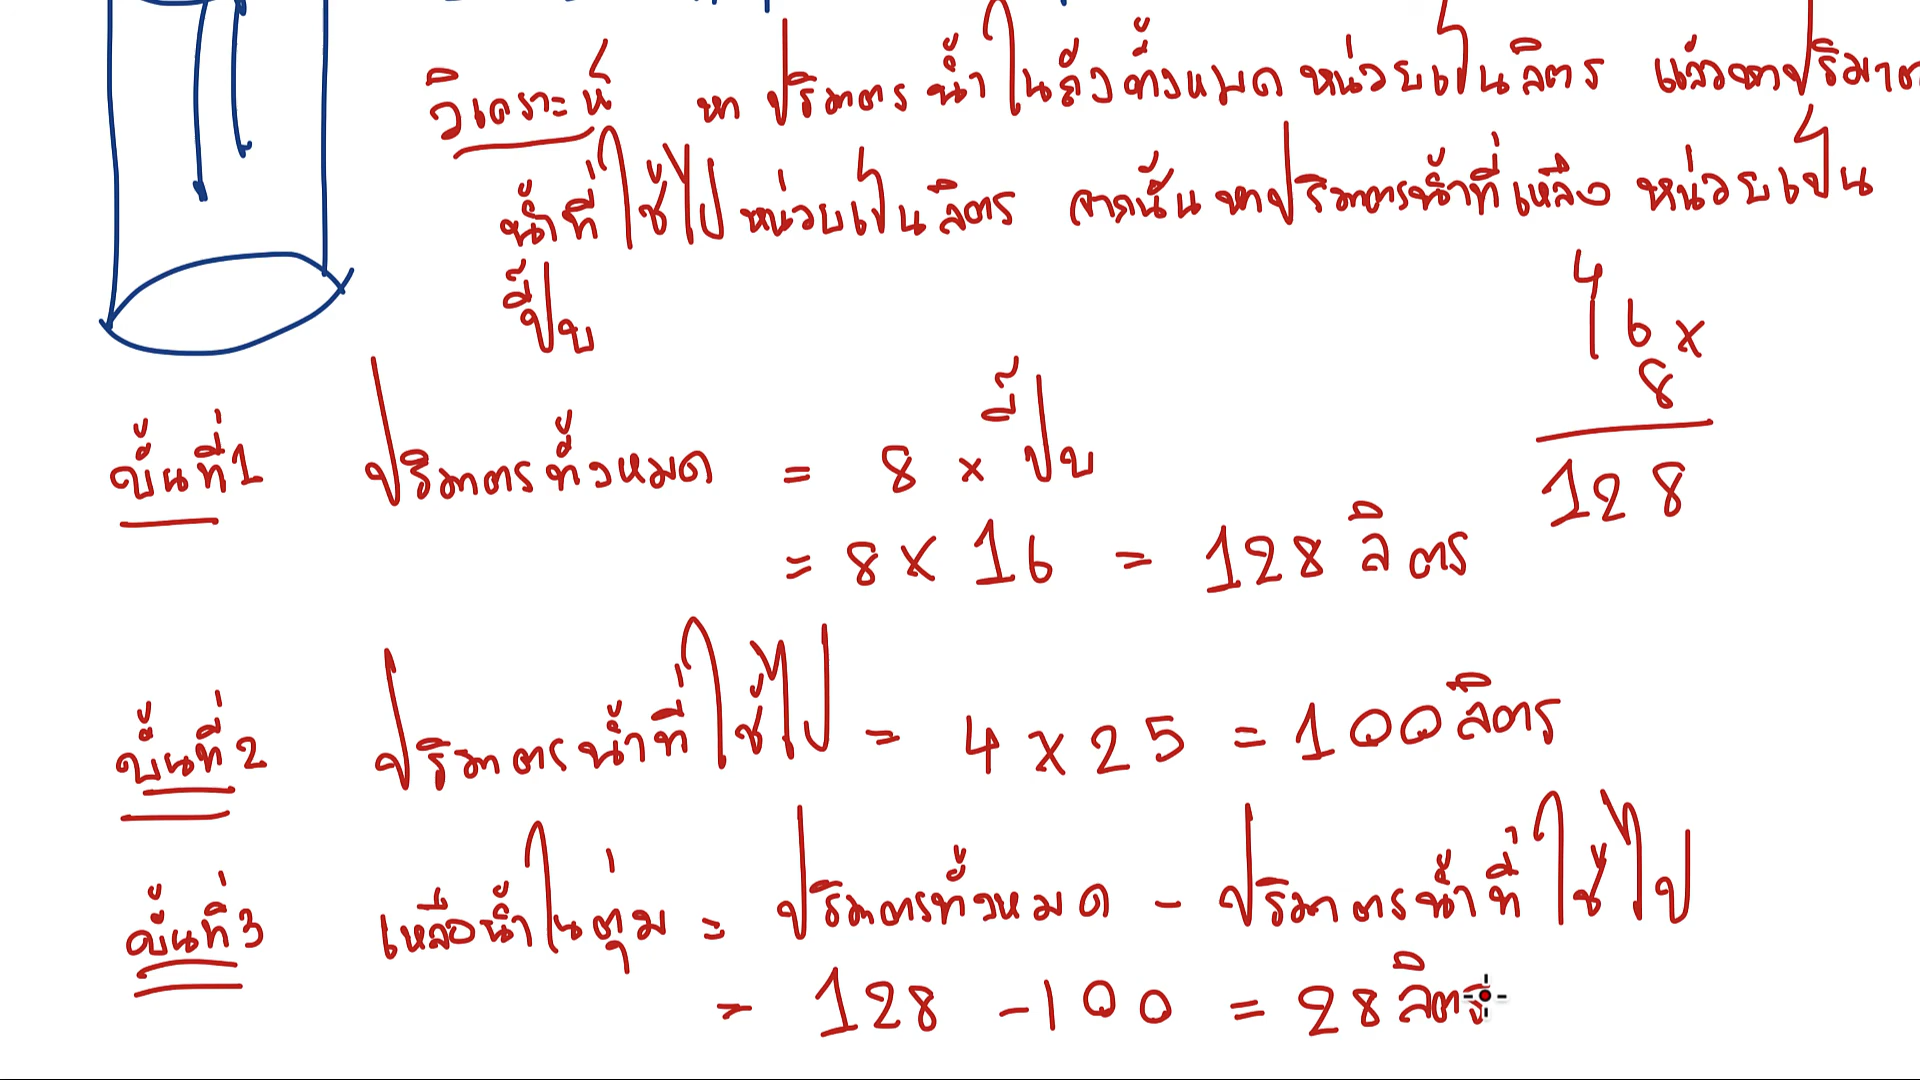 วิเคราะห์ หาปริมาตรน้ำในถังทั้งหมด หน่วยเป็นลิตร แล้วหาปริมาตร
น้ำที่ใช้ไปหน่วยเป็นลิตร จากนั้นหาปริมาตรน้ำที่เหลือ หน่วยเป็น
ปี๊บ
4
16 x
8
128
ขั้นที่1 ปริมาตรทั้งหมด = 8 x ปี๊บ
= 8 x 16 = 128 ลิตร
ขั้นที่2 ปริมาตรน้ำที่ใช้ไป = 4 x 25 = 100 ลิตร
ขั้นที่3 เหลือน้ำในตุ่ม = ปริมาตรทั้งหมด - ปริมาตรน้ำที่ใช้ไป
= 128 - 100 = 28 ลิตร